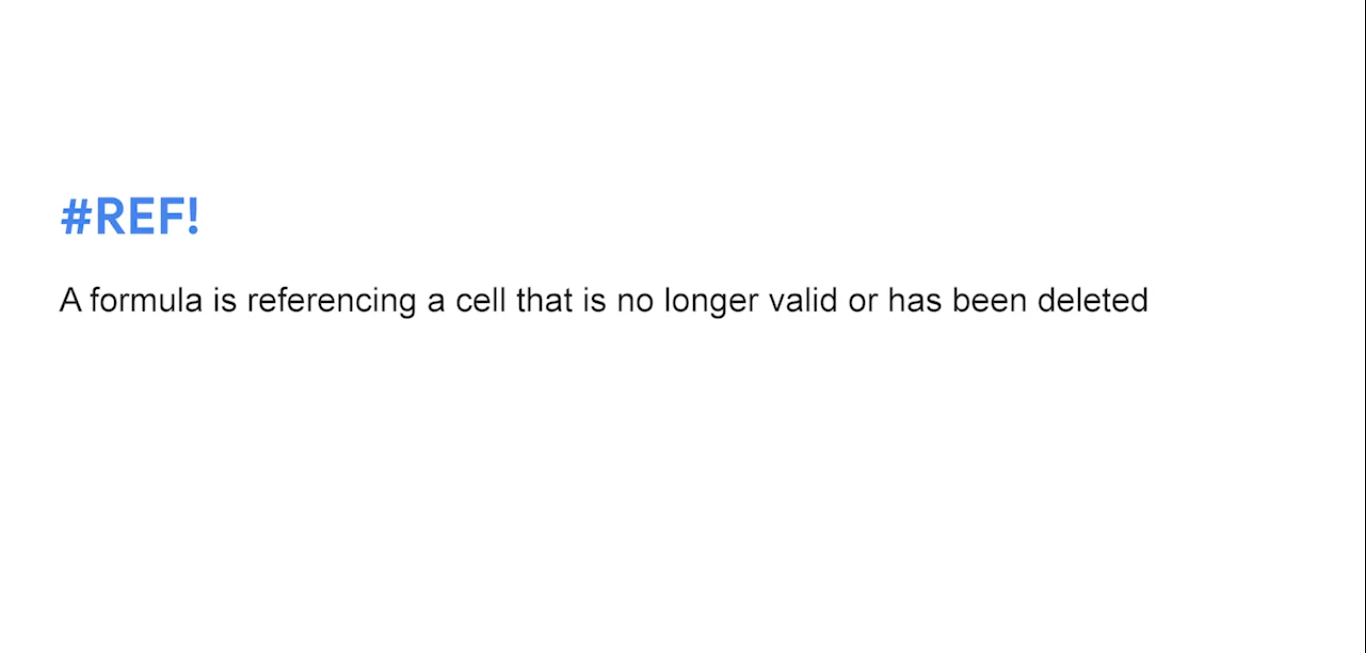 #REF!
A formula is referencing a cell that is no longer valid or has been deleted